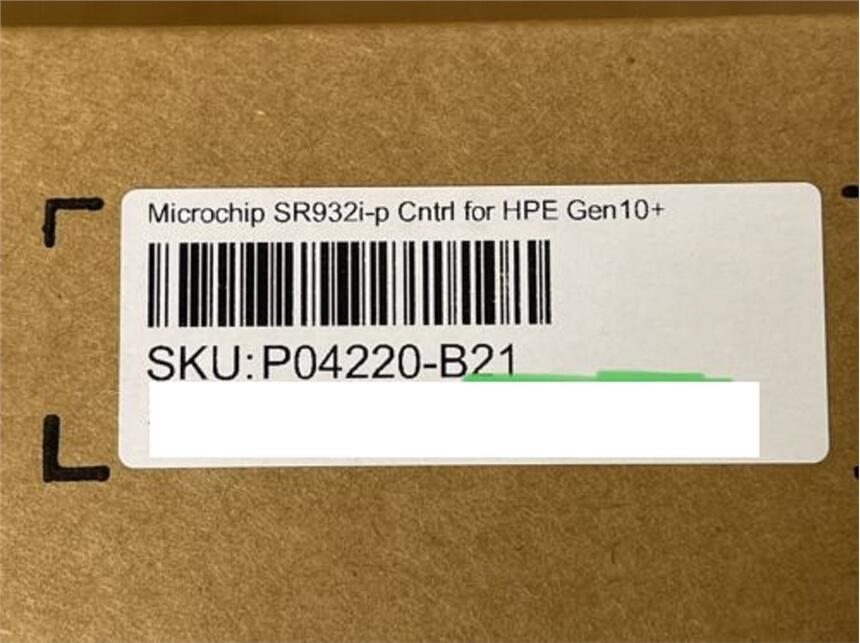 Microchip SR932i-p Cntrl for HPE Gen10+
SKU:P04220-B21